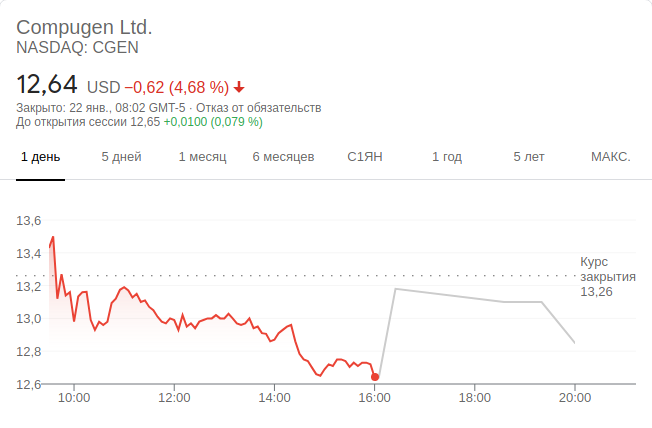 Compugen Ltd.
NASDAQ: CGEN
12,64 USD −0,62 (4,68 %)
Закрыто: 22 янв., 08:02 GMT-5 · Отказ от обязательств
До открытия сессии 12,65 +0,0100 (0,079 %)
1 день 5 дней 1 месяц 6 месяцев С1ЯН 1 год 5 лет МАКС.
13,6
13,4
Курс
закрытия
13,26
13,2
13,0
12,8
12,6
10:00 12:00 14:00 16:00 18:00 20:00